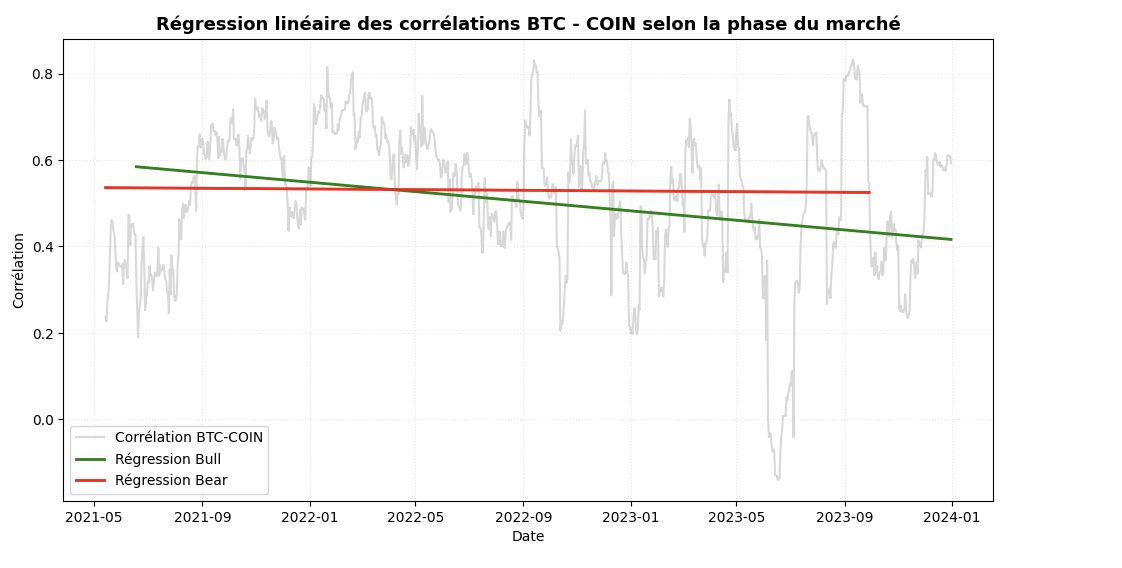 Régression linéaire des corrélations BTC - COIN selon la phase du marché
Corrélation
0.8
0.6
0.4
0.2
0.0
Corrélation BTC-COIN
Régression Bull
Régression Bear
2021-05 2021-09 2022-01 2022-05 2022-09 2023-01 2023-05 2023-09 2024-01
Date